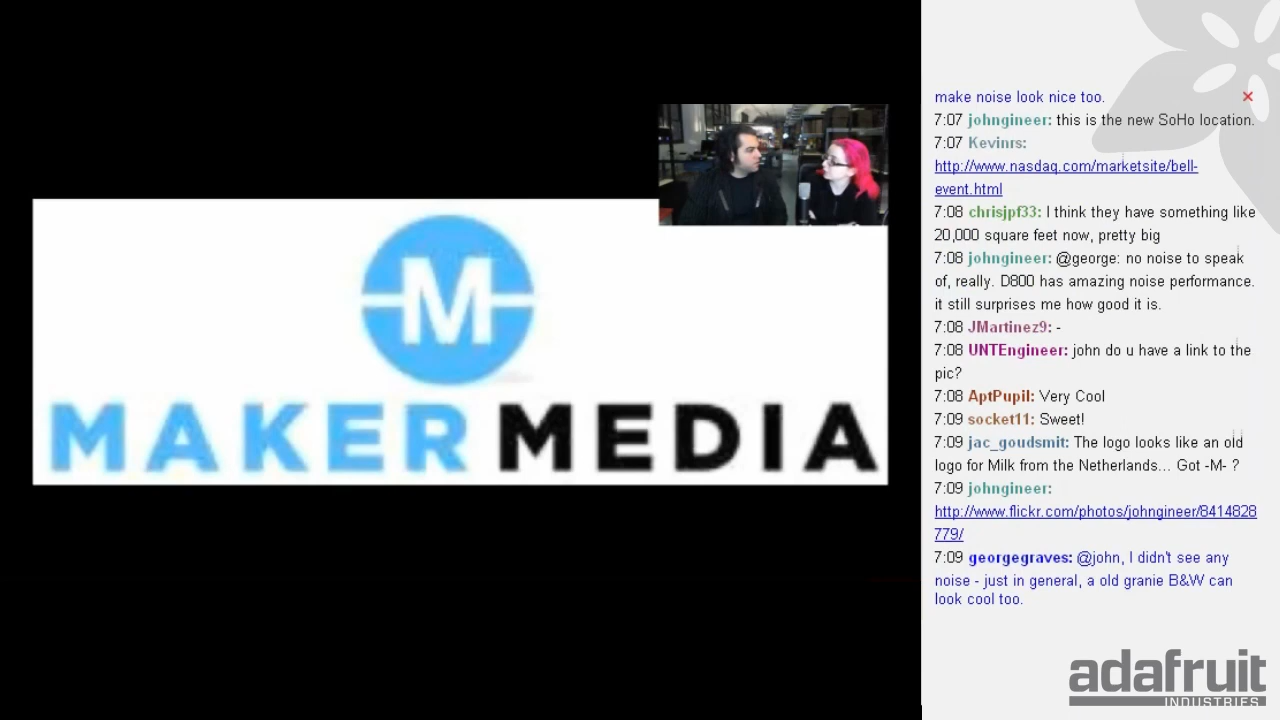 M
MAKER MEDIA
make noise look nice too.
7:07 johngineer: this is the new SoHo location.
7:07 Kevinrs:
http://www.nasdaq.com/marketsite/bell-
event.html
7:08 chrisjpf33: I think they have something like
20,000 square feet now, pretty big
7:08 johngineer: @george: no noise to speak
of, really. D800 has amazing noise performance.
it still surprises me how good it is.
7:08 JMartinez9: -
7:08 UNTEngineer: john do u have a link to the
pic?
7:08 AptPupil: Very Cool
7:09 socket11: Sweet!
7:09 jac_goudsmit: The logo looks like an old
logo for Milk from the Netherlands... Got -M- ?
7:09 johngineer:
http://www.flickr.com/photos/johngineer/8414828
779/
7:09 georgegraves: @john, I didn't see any
noise - just in general, a old granie B&W can
look cool too.
adafruit
INDUSTRIES